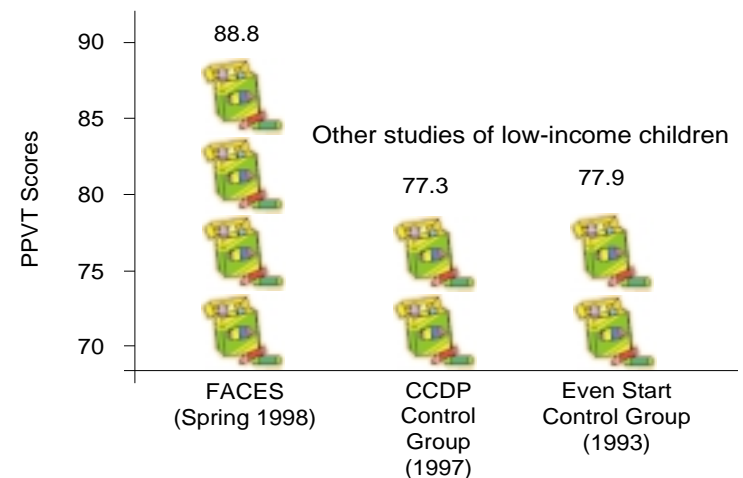 90
85
80
75
70
PPVT Scores
88.8
Other studies of low-income children
77.3
77.9
FACES
(Spring 1998)
CCDP
Control
Group
(1997)
Even Start
Control Group
(1993)